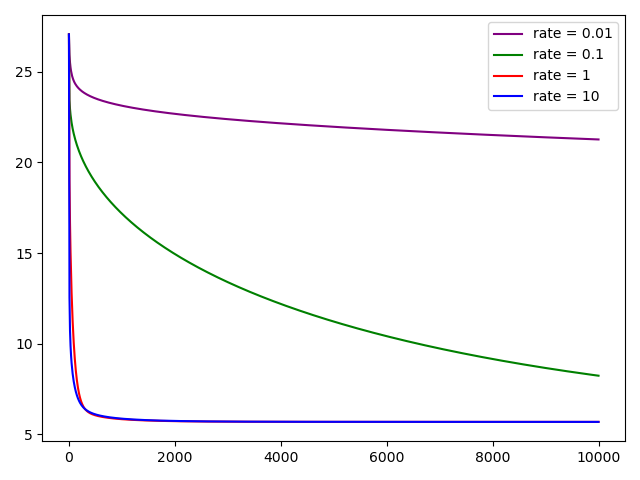 rate = 0.01
rate = 0.1
rate = 1
rate = 10
25
20
15
10
5
0 2000 4000 6000 8000 10000